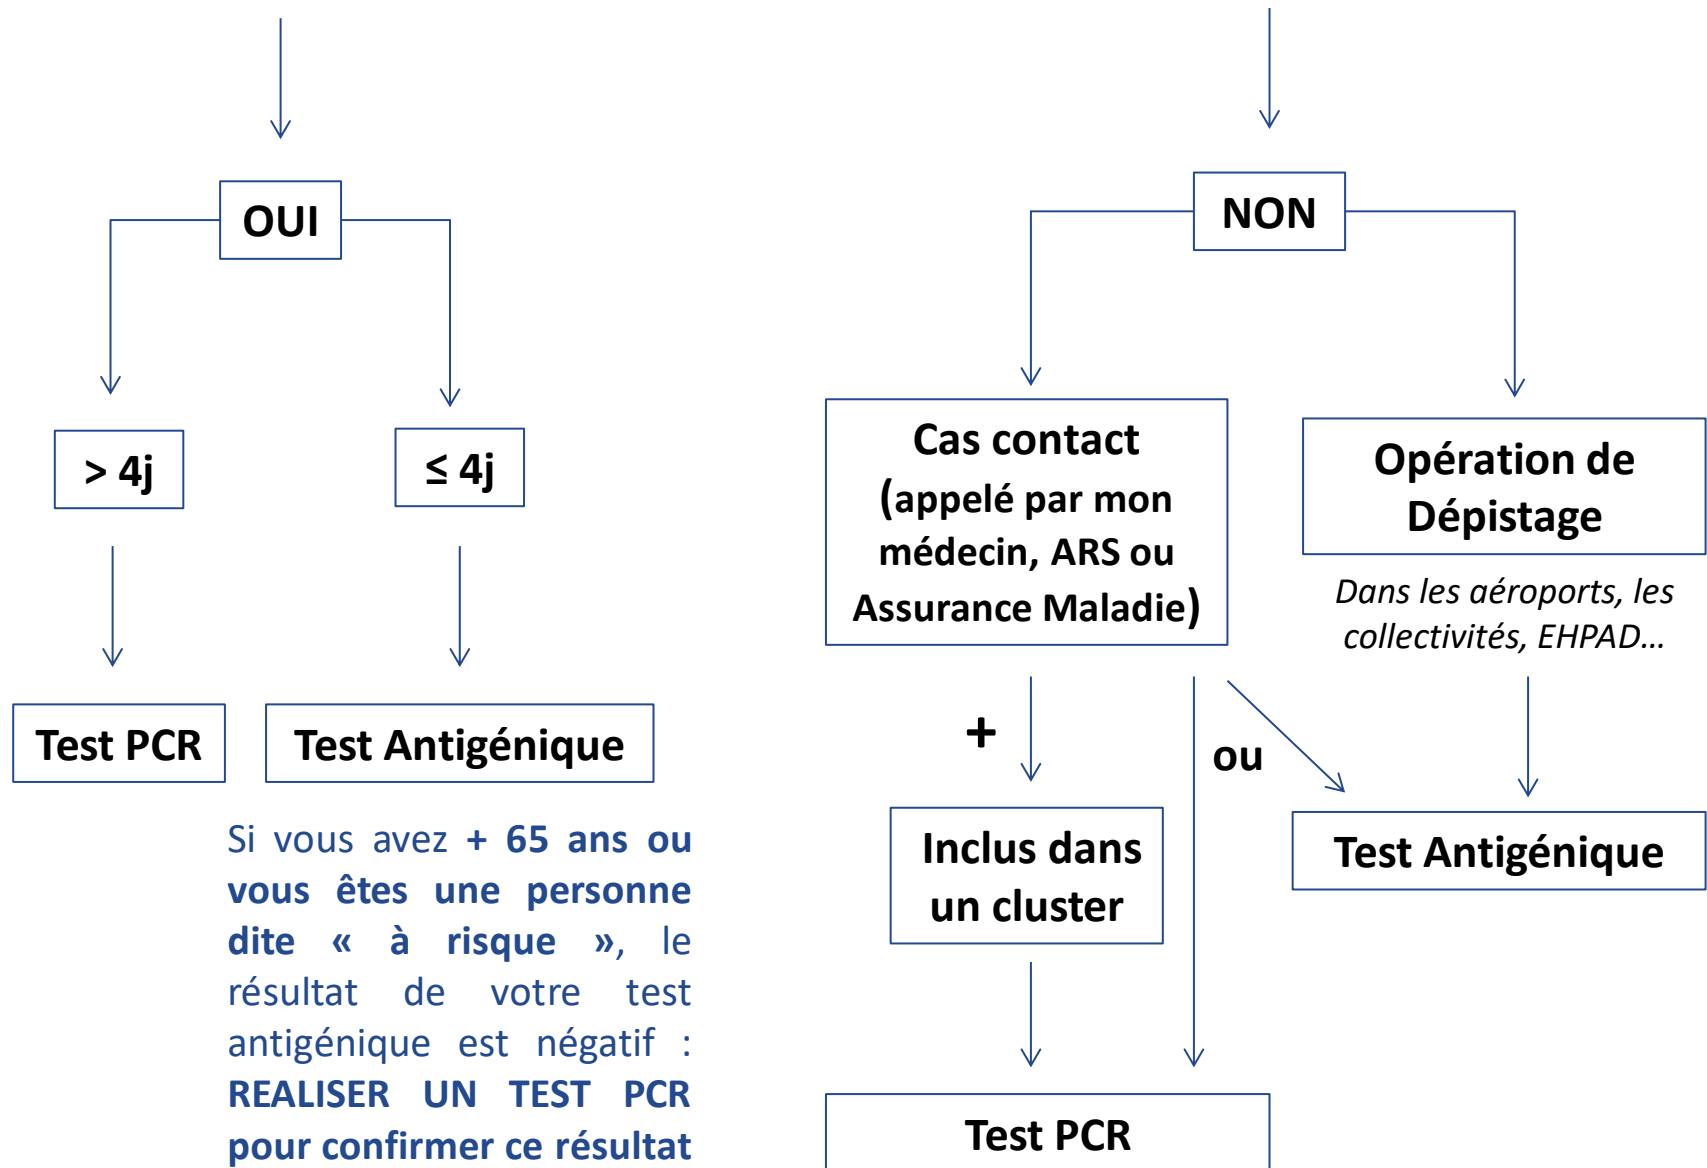 OUI
> 4j
≤ 4j
Test PCR
Test Antigénique
Si vous avez + 65 ans ou
vous êtes une personne
dite « à risque », le
résultat de votre test
antigénique est négatif :
REALISER UN TEST PCR
pour confirmer ce résultat
NON
Cas contact
(appelé par mon
médecin, ARS ou
Assurance Maladie)
Opération de
Dépistage
Dans les aéroports, les
collectivités, EHPAD...
+
ou
Inclus dans
un cluster
Test Antigénique
Test PCR